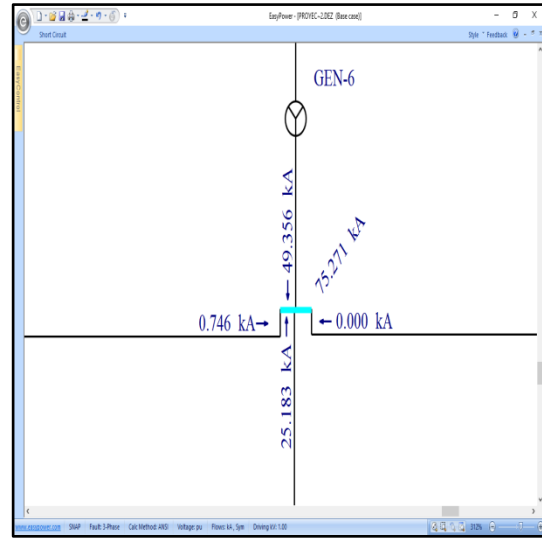 EasyPower - [PROYEC~2.DEZ (Base case)]
Short Circuit
Style
Feedback
EasyControl
GEN-6
49.356 kA
75.271 kA
0.746 kA
0.000 kA
25.183 kA
www.easypower.com SNAP Fault: 3-Phase Calc Method: ANSI Voltage: pu Flows: kA , Sym Driving kV: 1.00
312%